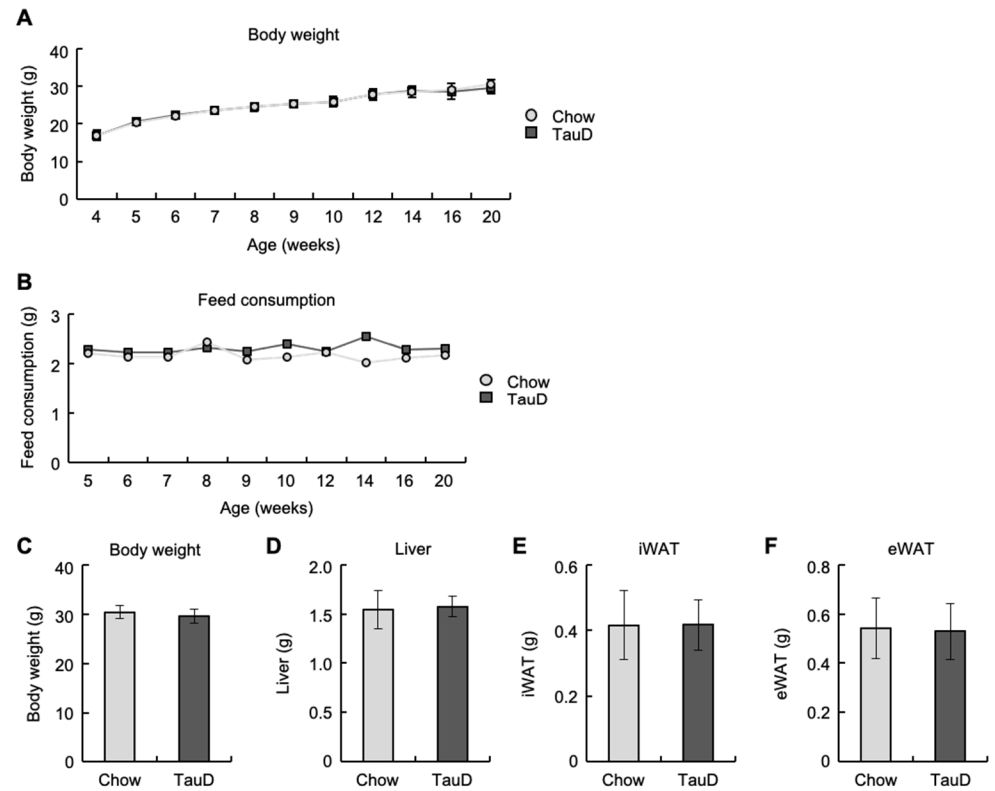 A
Body weight
Body weight (g)
40
30
20
10
0
4 5 6 7 8 9 10 12 14 16 20
Age (weeks)
Chow
TauD
B
Feed consumption
Feed consumption (g)
3
2
1
0
5 6 7 8 9 10 12 14 16 20
Age (weeks)
Chow
TauD
C
Body weight
Body weight (g)
40
30
20
10
0
Chow TauD
D
Liver
Liver (g)
2.0
1.5
1.0
0.5
0
Chow TauD
E
iWAT
iWAT (g)
0.6
0.4
0.2
0
Chow TauD
F
eWAT
eWAT (g)
0.8
0.6
0.4
0.2
0
Chow TauD